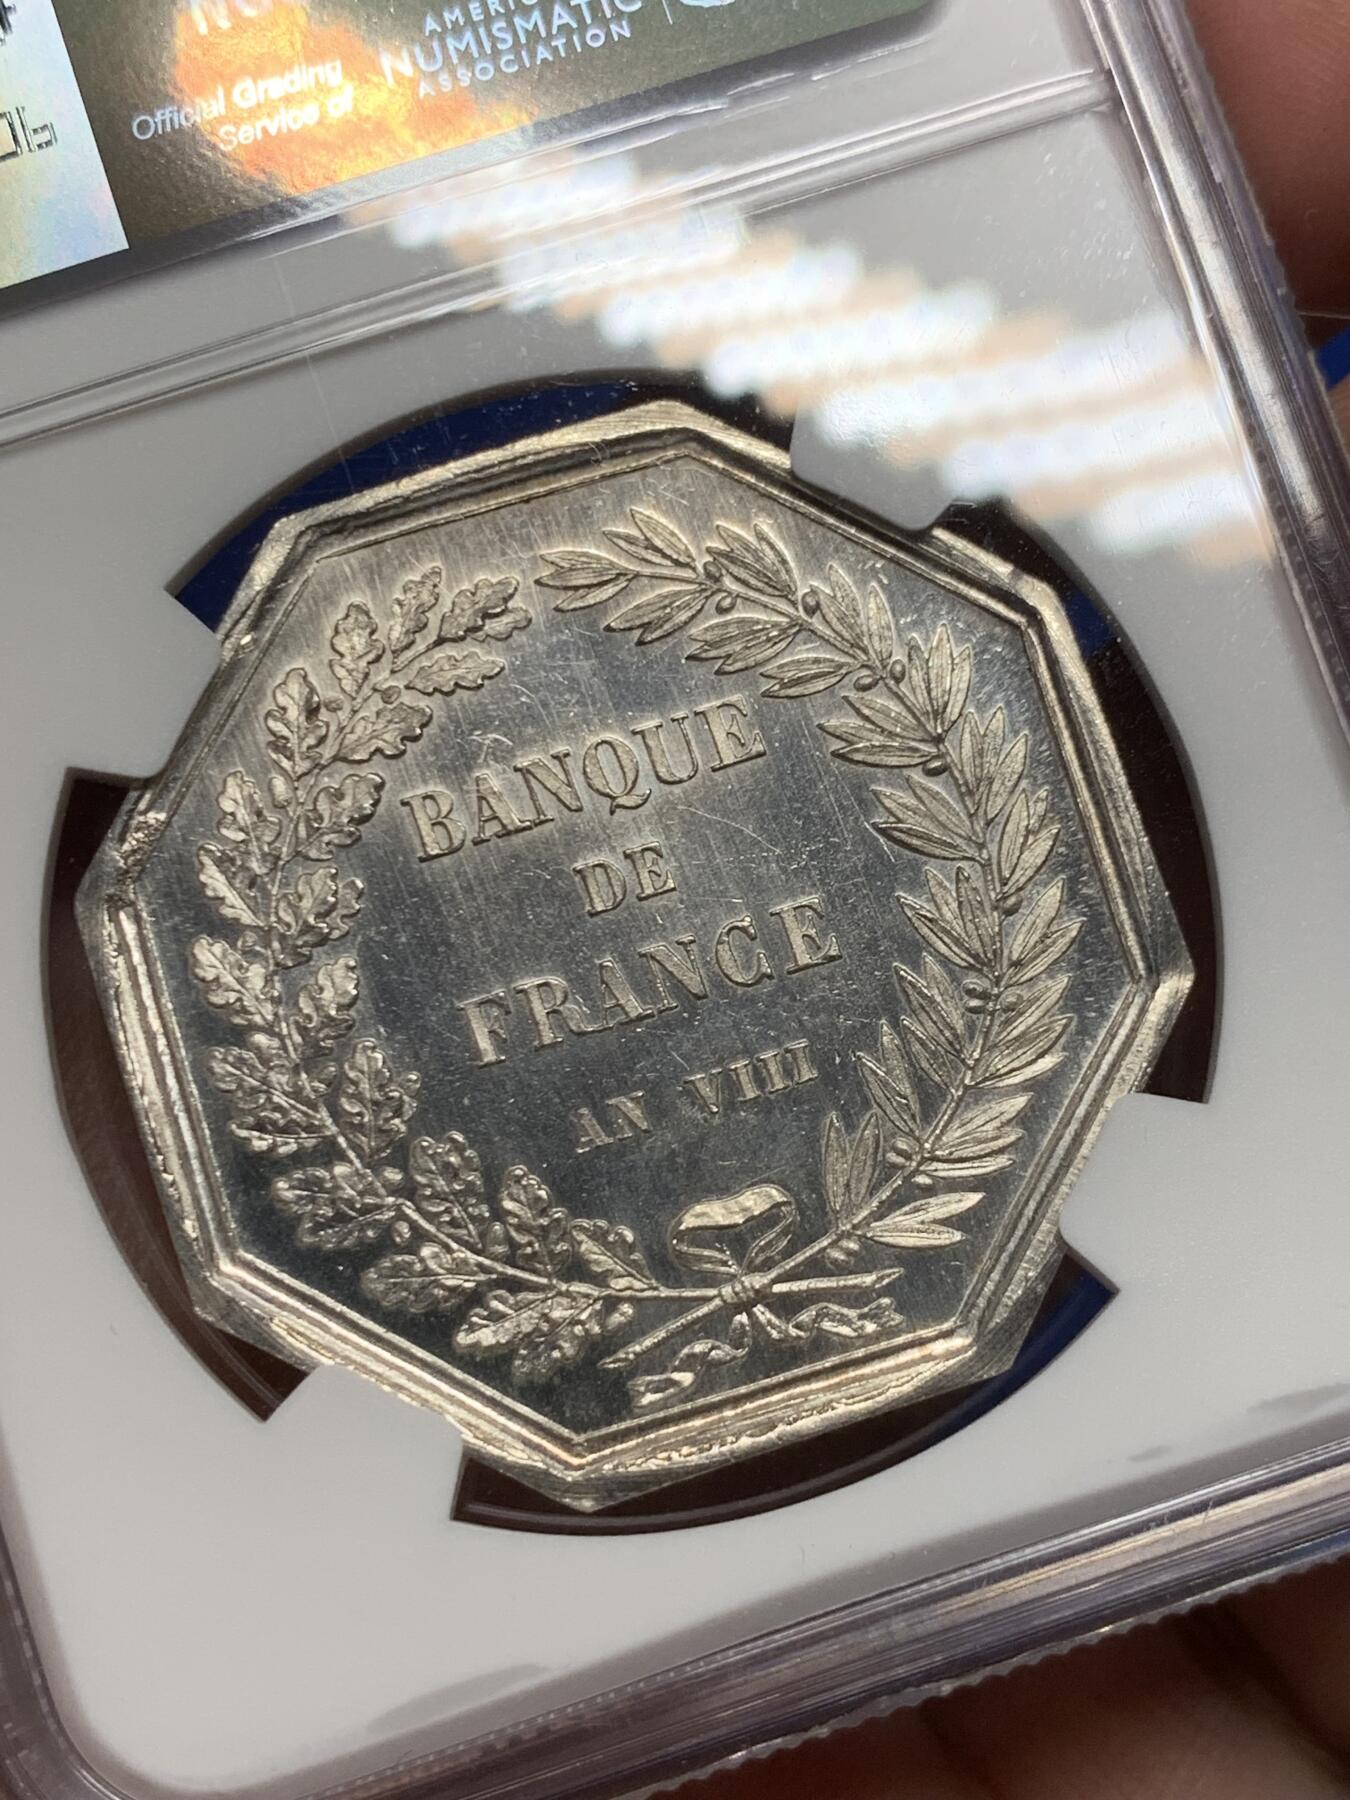 Official Grading
Service of
NUMISMATIC
ASSOCIATION
BANQUE
DE
FRANCE
AN VIII